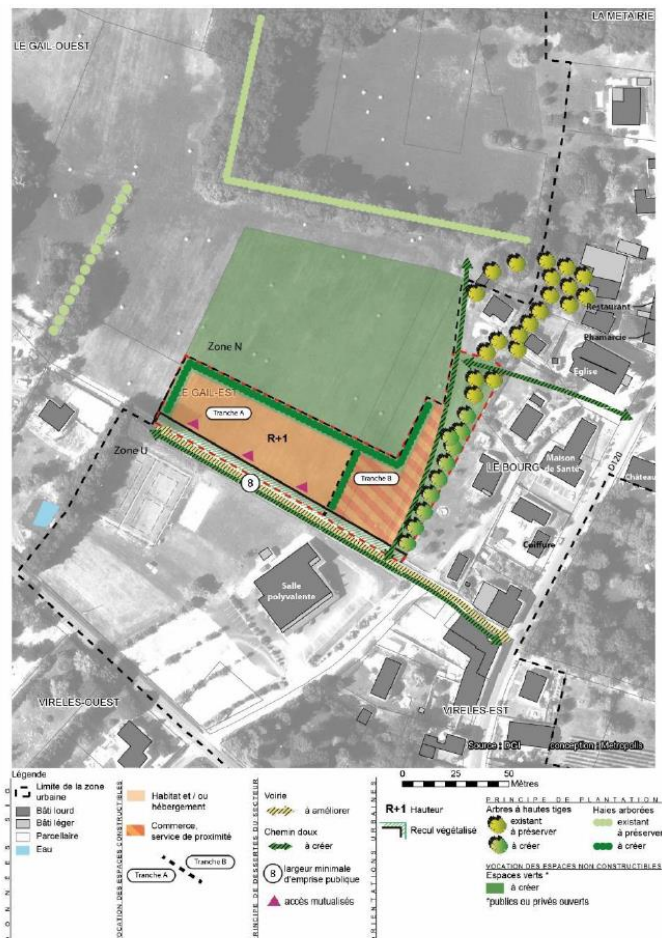 LA METAIRIE
LE GAIL-OUEST
Restaurant
Phamarcie
Zone N
Église
LE GAIL-EST
Tranche A
R+1
Zone U
Tranche B
LE BOURG
Maison
de Santé
D120
Château
8
Coiffure
Salle
polyvalente
VIRELES-OUEST
VIRELES-EST
Source : DGI conception : Metropolis
Légende
Limite de la zone
urbaine
Bâti lourd
Bâti léger
Parcellaire
Eau
Habitat et / ou
hébergement
Commerce,
service de proximité
Tranche A
Tranche B
Voirie
à améliorer
Chemin doux
à créer
8 largeur minimale
d'emprise publique
accès mutualisés
0 25 50
Mètres
R+1 Hauteur
Recul végétalisé
PRINCIPE DE PLANTATION
Arbres à hautes tiges
existant
à préserver
à créer
Haies arborées
existant
à préserver
à créer
VOCATION DES ESPACES NON CONSTRUCTIBLES
Espaces verts *
à créer
*publics ou privés ouverts